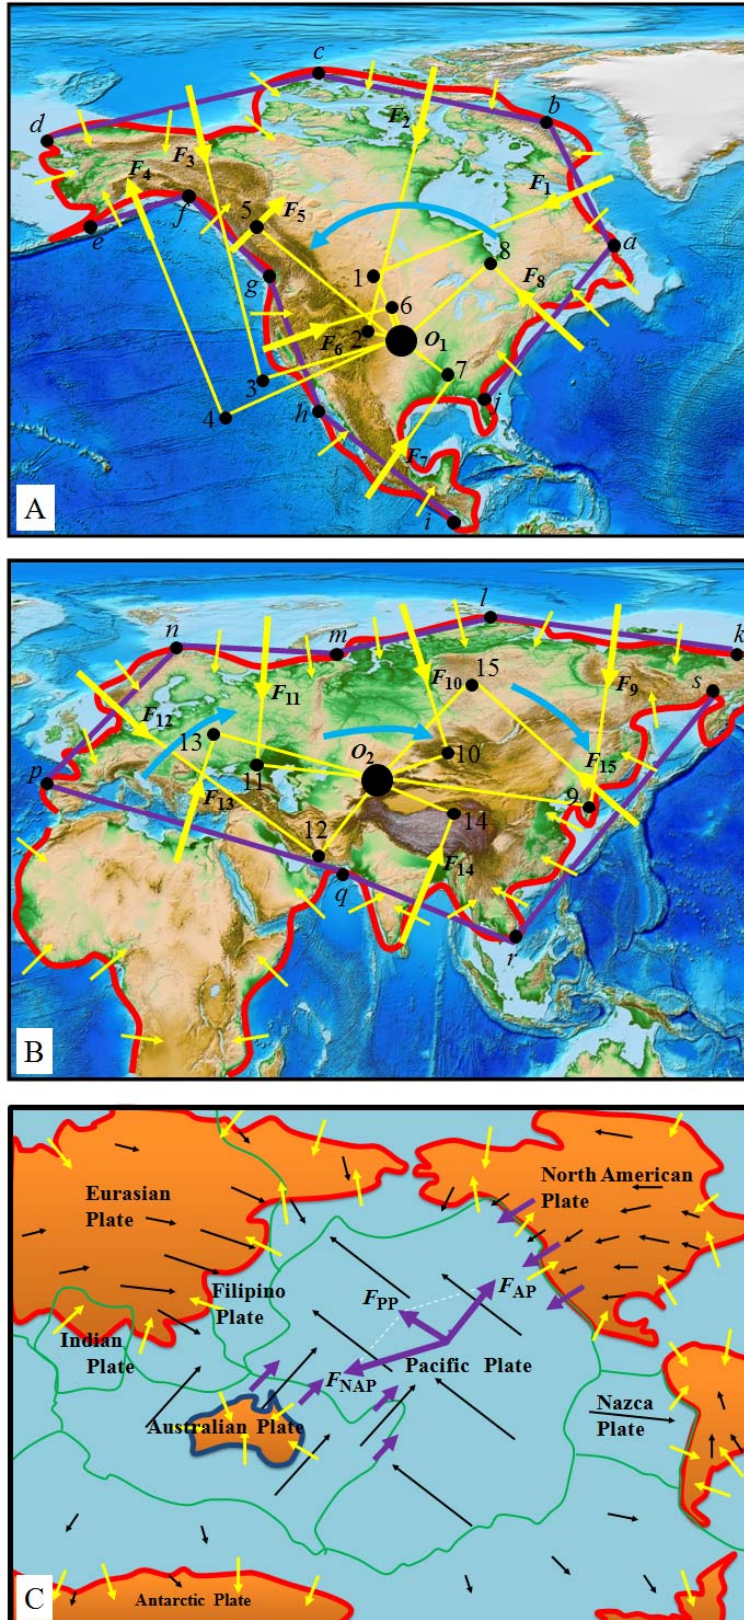 c
d
b
F2
F3
F4
F1
e
f
5
F5
8
a
g
1
6
F8
2
O1
F6
3
7
4
h
j
F7
i
A
l
n
m
k
15
s
F10
F9
F11
F12
13
O2
10
p
11
F15
F13
9
14
12
F14
q
r
B
Eurasian
Plate
North American
Plate
Filipino
Plate
FPP
FAP
Indian
Plate
FNAP
Pacific Plate
Nazca
Plate
Australian Plate
Antarctic Plate
C